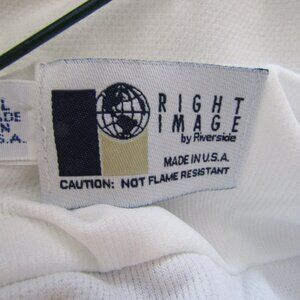 L
MADE
IN
U.S.A.
RIGHT
IMAGE
by Riverside
MADE IN U.S.A.
CAUTION: NOT FLAME RESISTANT